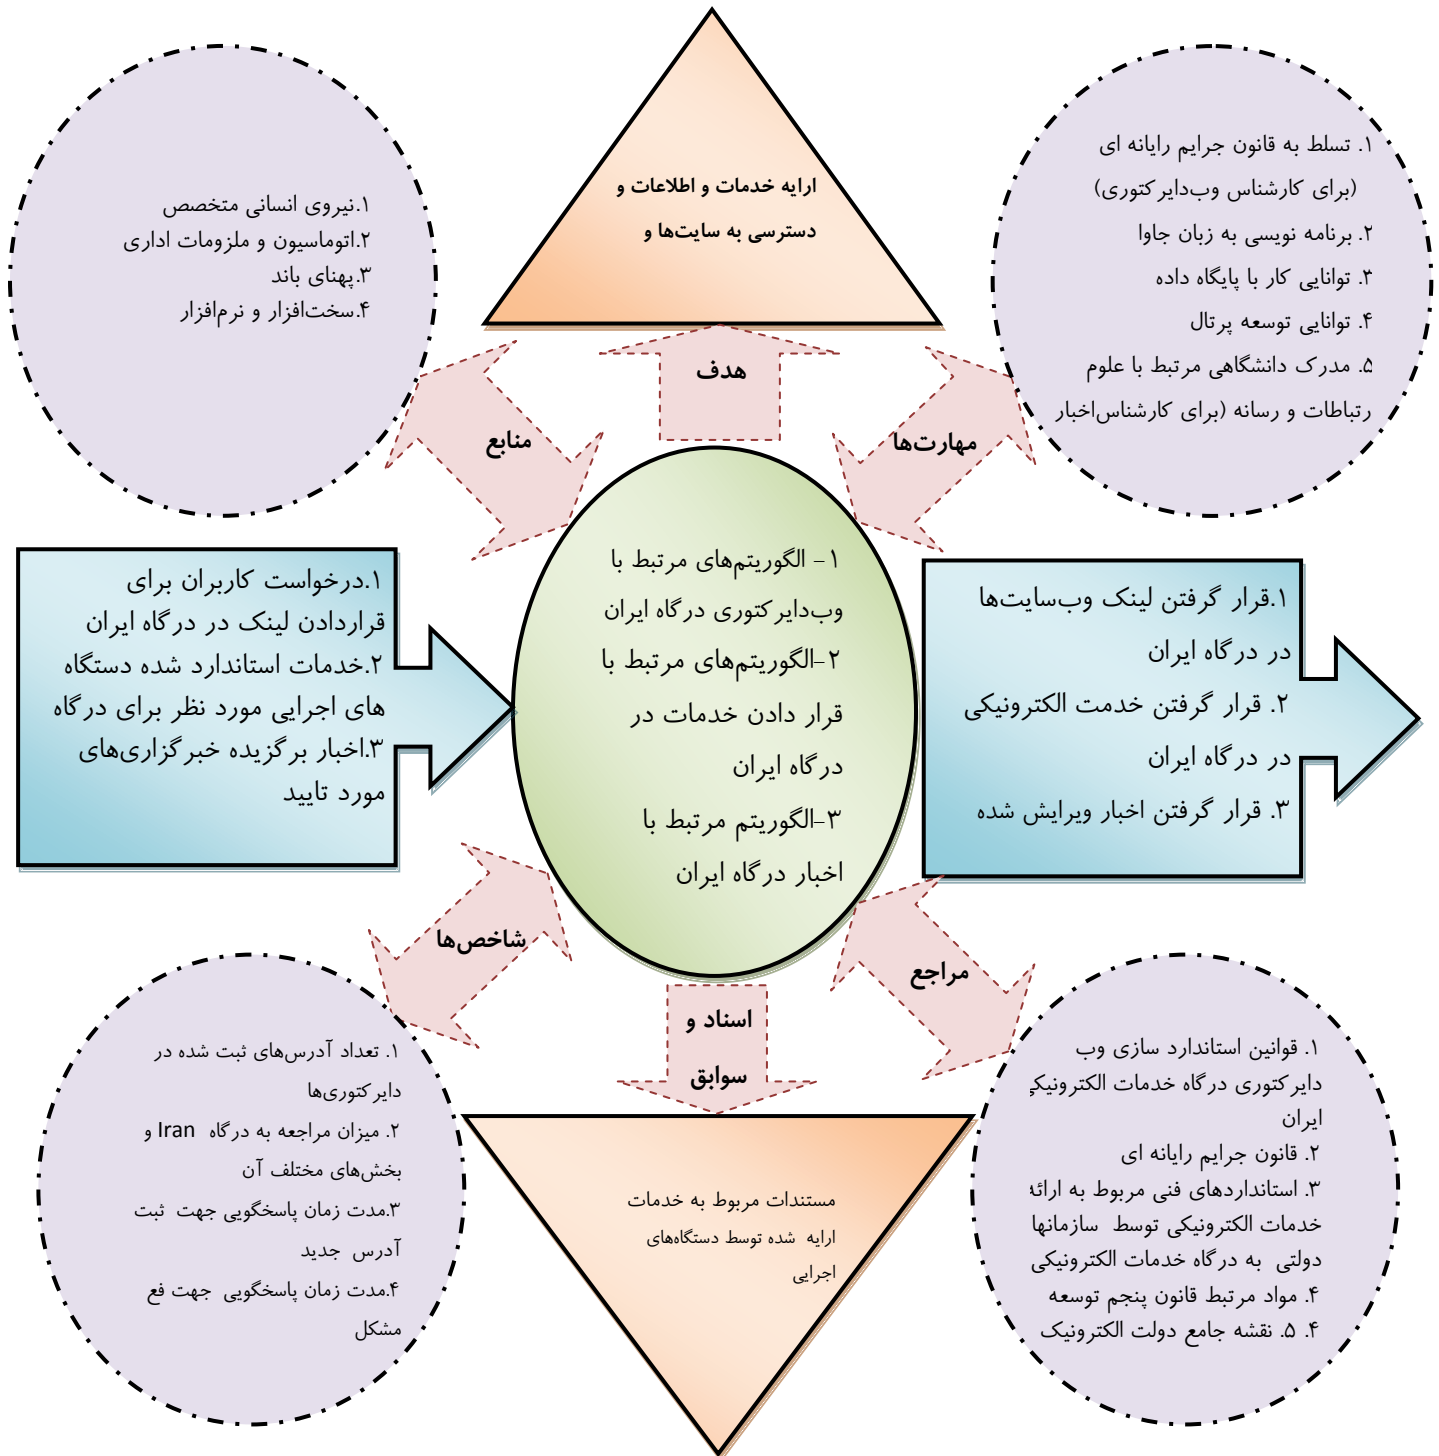 ارایه خدمات و اطلاعات و
دسترسی به سایت‌ها و
۱. تسلط به قانون جرایم رایانه ای
(برای کارشناس وب‌دایرکتوری)
۲. برنامه نویسی به زبان جاوا
۳. توانایی کار با پایگاه داده
۴. توانایی توسعه پرتال
۵. مدرک دانشگاهی مرتبط با علوم
رتباطات و رسانه (برای کارشناس‌اخبار
۱.نیروی انسانی متخصص
۲.اتوماسیون و ملزومات اداری
۳.پهنای باند
۴.سخت‌افزار و نرم‌افزار
هدف
مهارت‌ها
منابع
۱.قرار گرفتن لینک وب‌سایت‌ها
در درگاه ایران
۲. قرار گرفتن خدمت الکترونیکی
در درگاه ایران
۳. قرار گرفتن اخبار ویرایش شده
۱- الگوریتم‌های مرتبط با
وب‌دایرکتوری درگاه ایران
۲-الگوریتم‌های مرتبط با
قرار دادن خدمات در
درگاه ایران
۳-الگوریتم مرتبط با
اخبار درگاه ایران
۱.درخواست کاربران برای
قراردادن لینک در درگاه ایران
۲.خدمات استاندارد شده دستگاه
های اجرایی مورد نظر برای درگاه
۳.اخبار برگزیده خبرگزاری‌های
مورد تایید
مراجع
اسناد و
سوابق
شاخص‌ها
۱. قوانین استاندارد سازی وب
دایرکتوری درگاه خدمات الکترونیکی
ایران
۲. قانون جرایم رایانه ای
۳. استانداردهای فنی مربوط به ارائه
خدمات الکترونیکی توسط سازمانها
دولتی به درگاه خدمات الکترونیکی
۴. مواد مرتبط قانون پنجم توسعه
۴. ۵. نقشه جامع دولت الکترونیک
مستندات مربوط به خدمات
ارایه شده توسط دستگاه‌های
اجرایی
۱. تعداد آدرس‌های ثبت شده در
دایرکتوری‌ها
۲. میزان مراجعه به درگاه Iran و
بخش‌های مختلف آن
۳.مدت زمان پاسخگویی جهت ثبت
آدرس جدید
۴.مدت زمان پاسخگویی جهت فع
مشکل